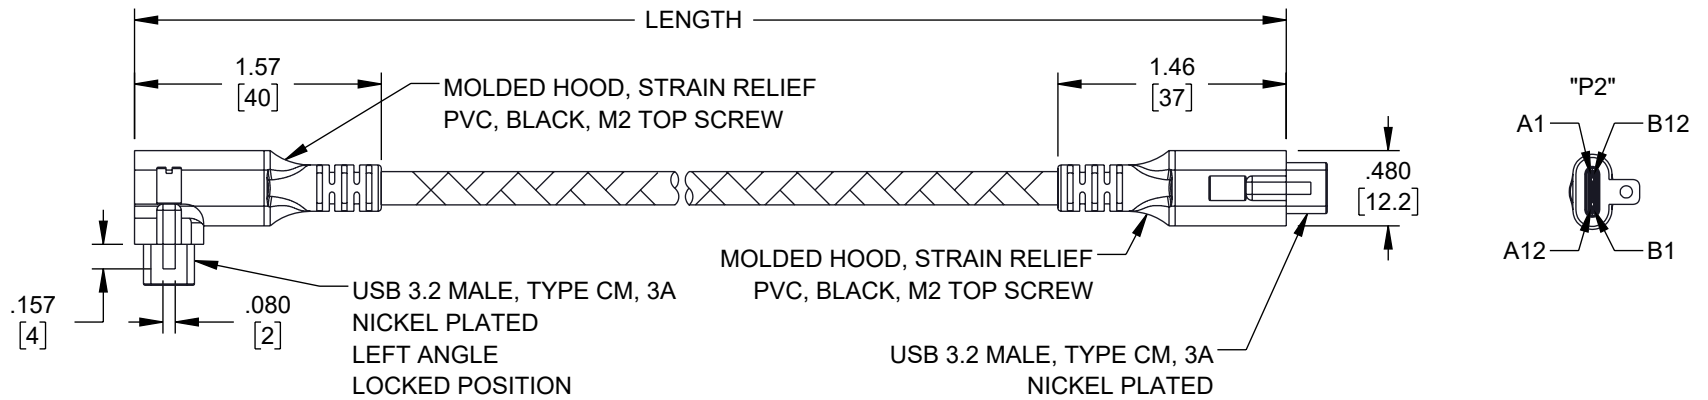 LENGTH
1.57
[40]
MOLDED HOOD, STRAIN RELIEF
PVC, BLACK, M2 TOP SCREW
1.46
[37]
"P2"
A1
B12
.480
[12.2]
A12
B1
MOLDED HOOD, STRAIN RELIEF
PVC, BLACK, M2 TOP SCREW
.157
[4]
.080
[2]
USB 3.2 MALE, TYPE CM, 3A
NICKEL PLATED
LEFT ANGLE
LOCKED POSITION
USB 3.2 MALE, TYPE CM, 3A
NICKEL PLATED